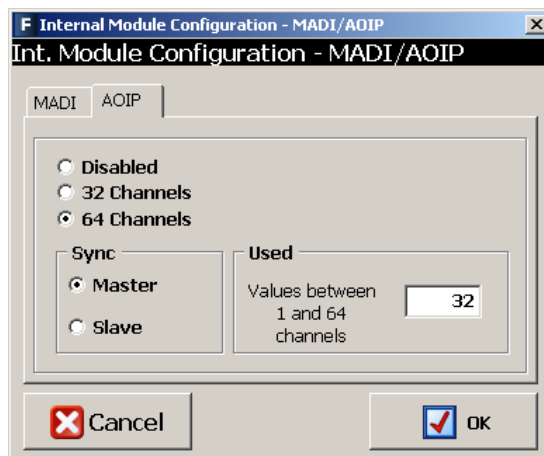 F Internal Module Configuration - MADI/AOIP
Int. Module Configuration - MADI/AOIP
MADI AOIP
Disabled
32 Channels
64 Channels
Sync
Master
Slave
Used
Values between
1 and 64
channels
32
Cancel
OK